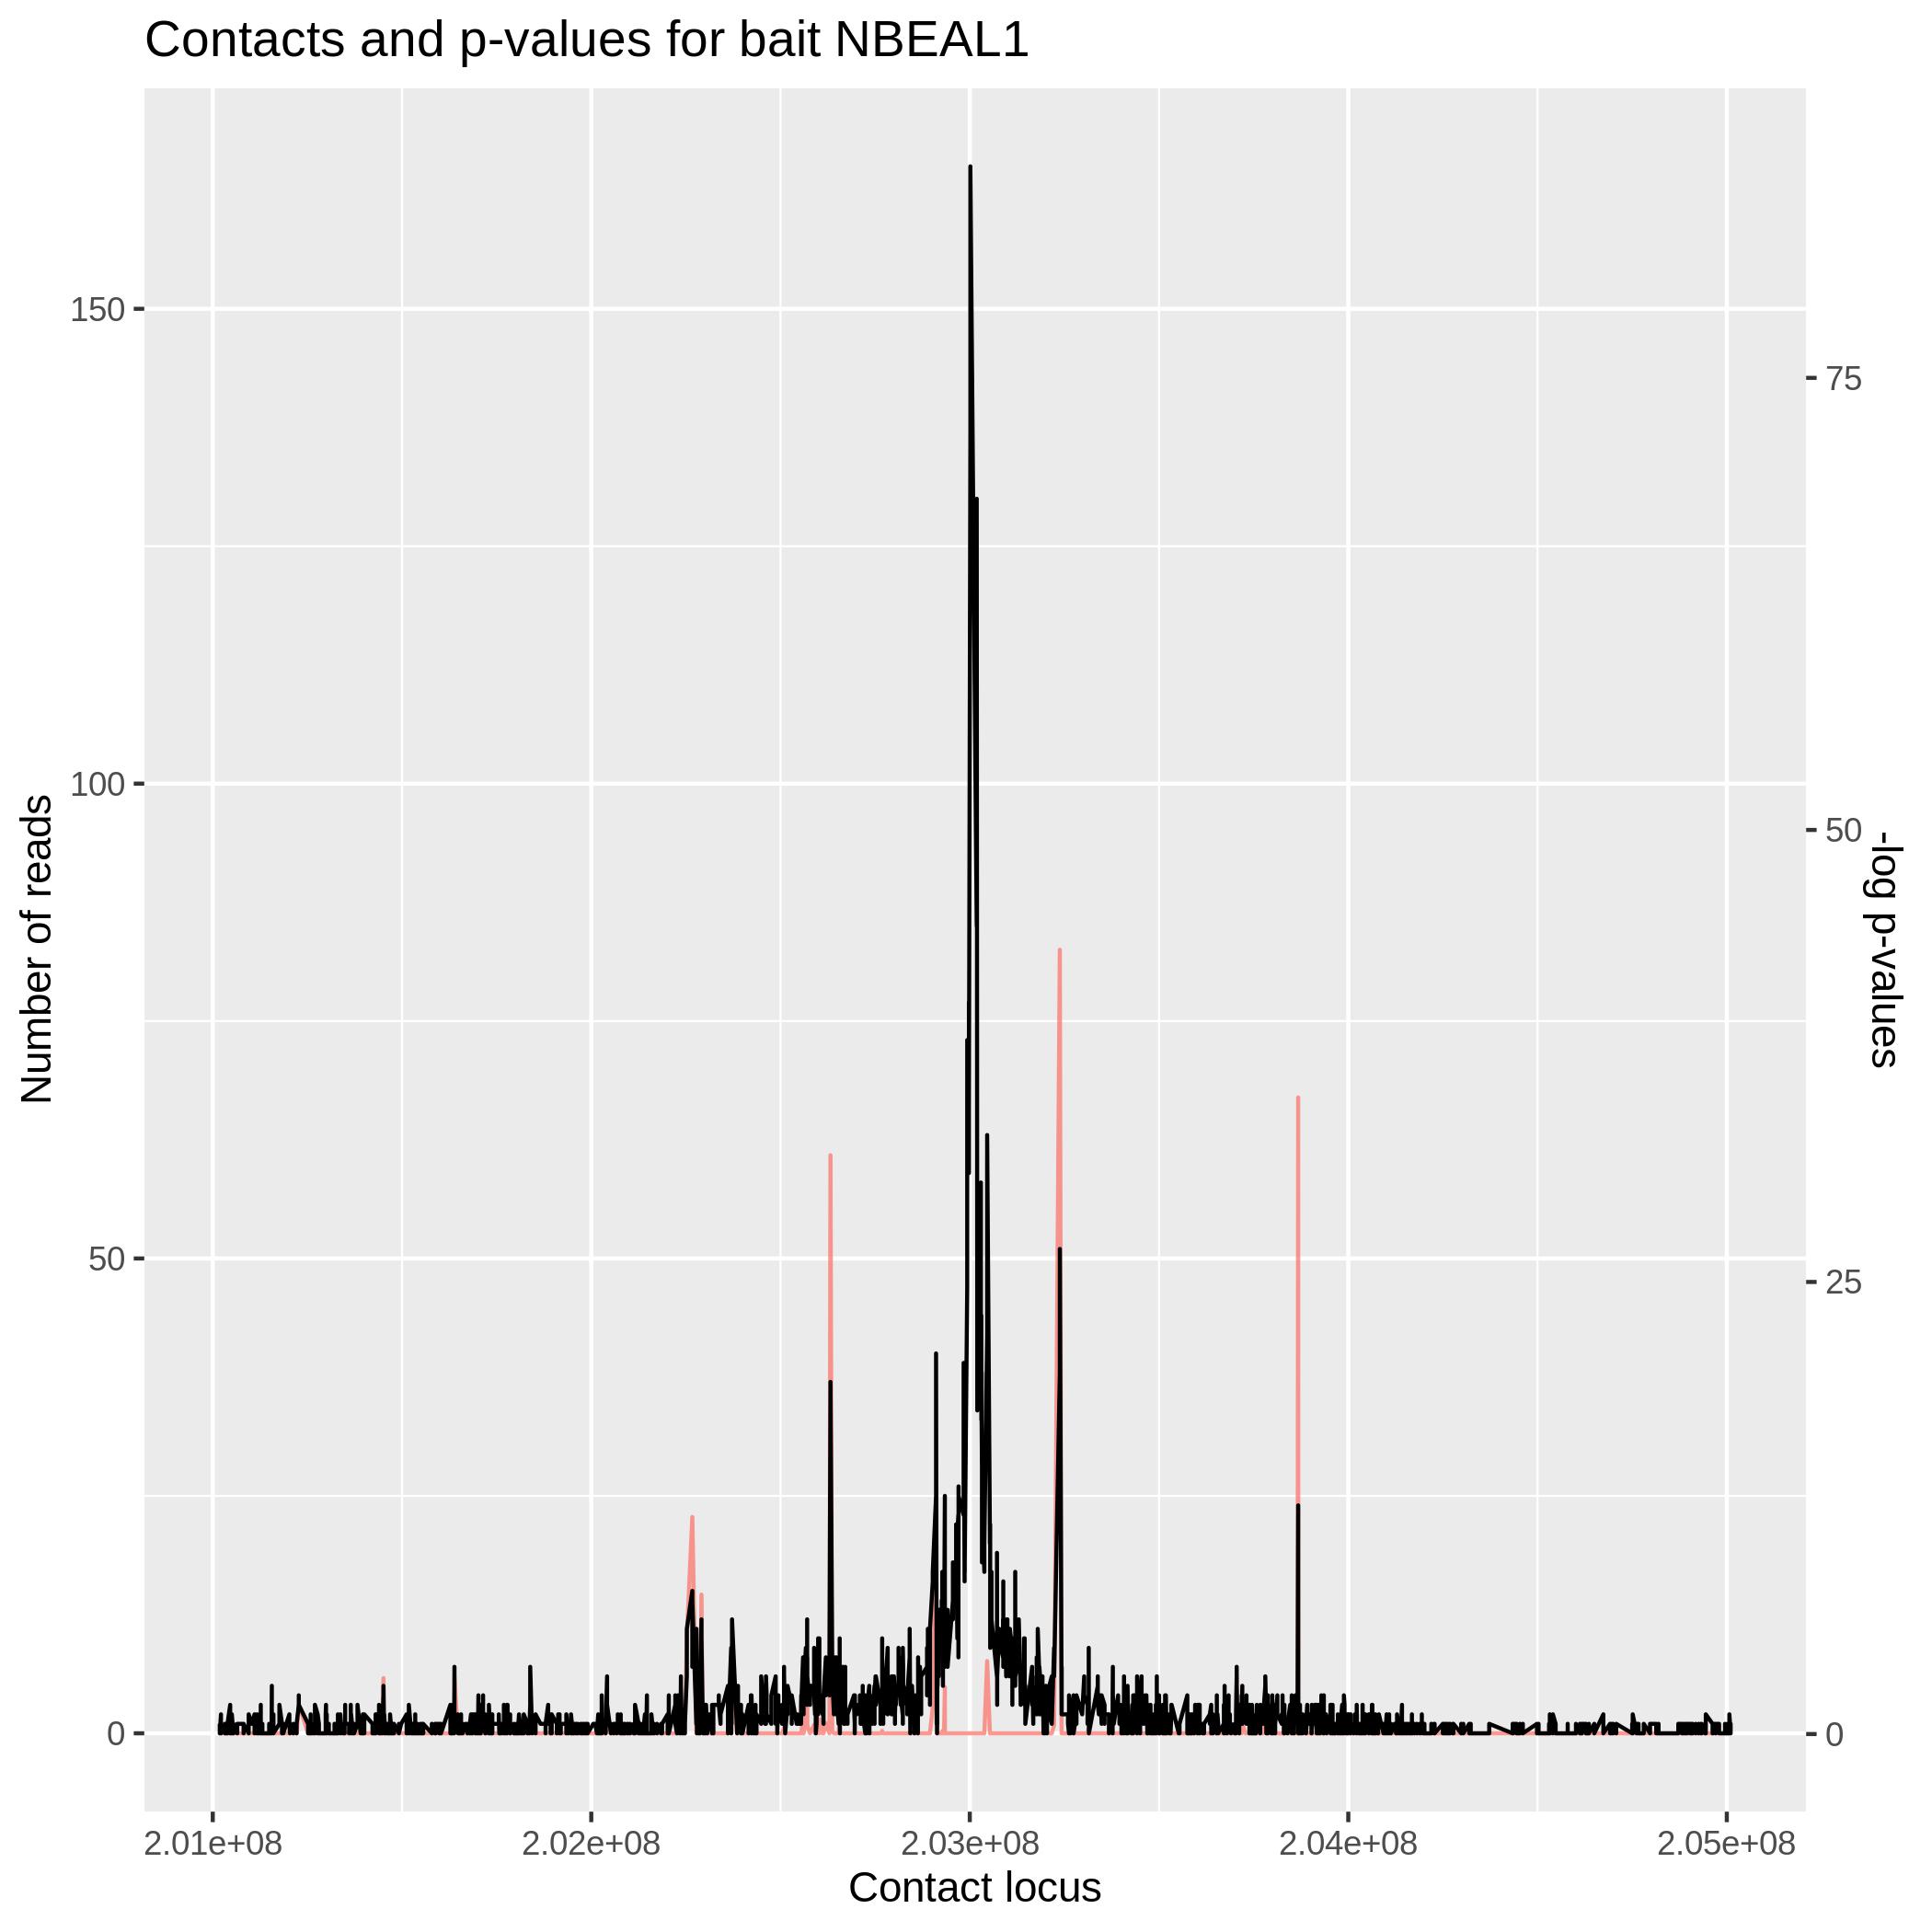 Contacts and p-values for bait NBEAL1
150
100
50
0
Number of reads
75
50
25
0
-log p-values
2.01e+08 2.02e+08 2.03e+08 2.04e+08 2.05e+08
Contact locus